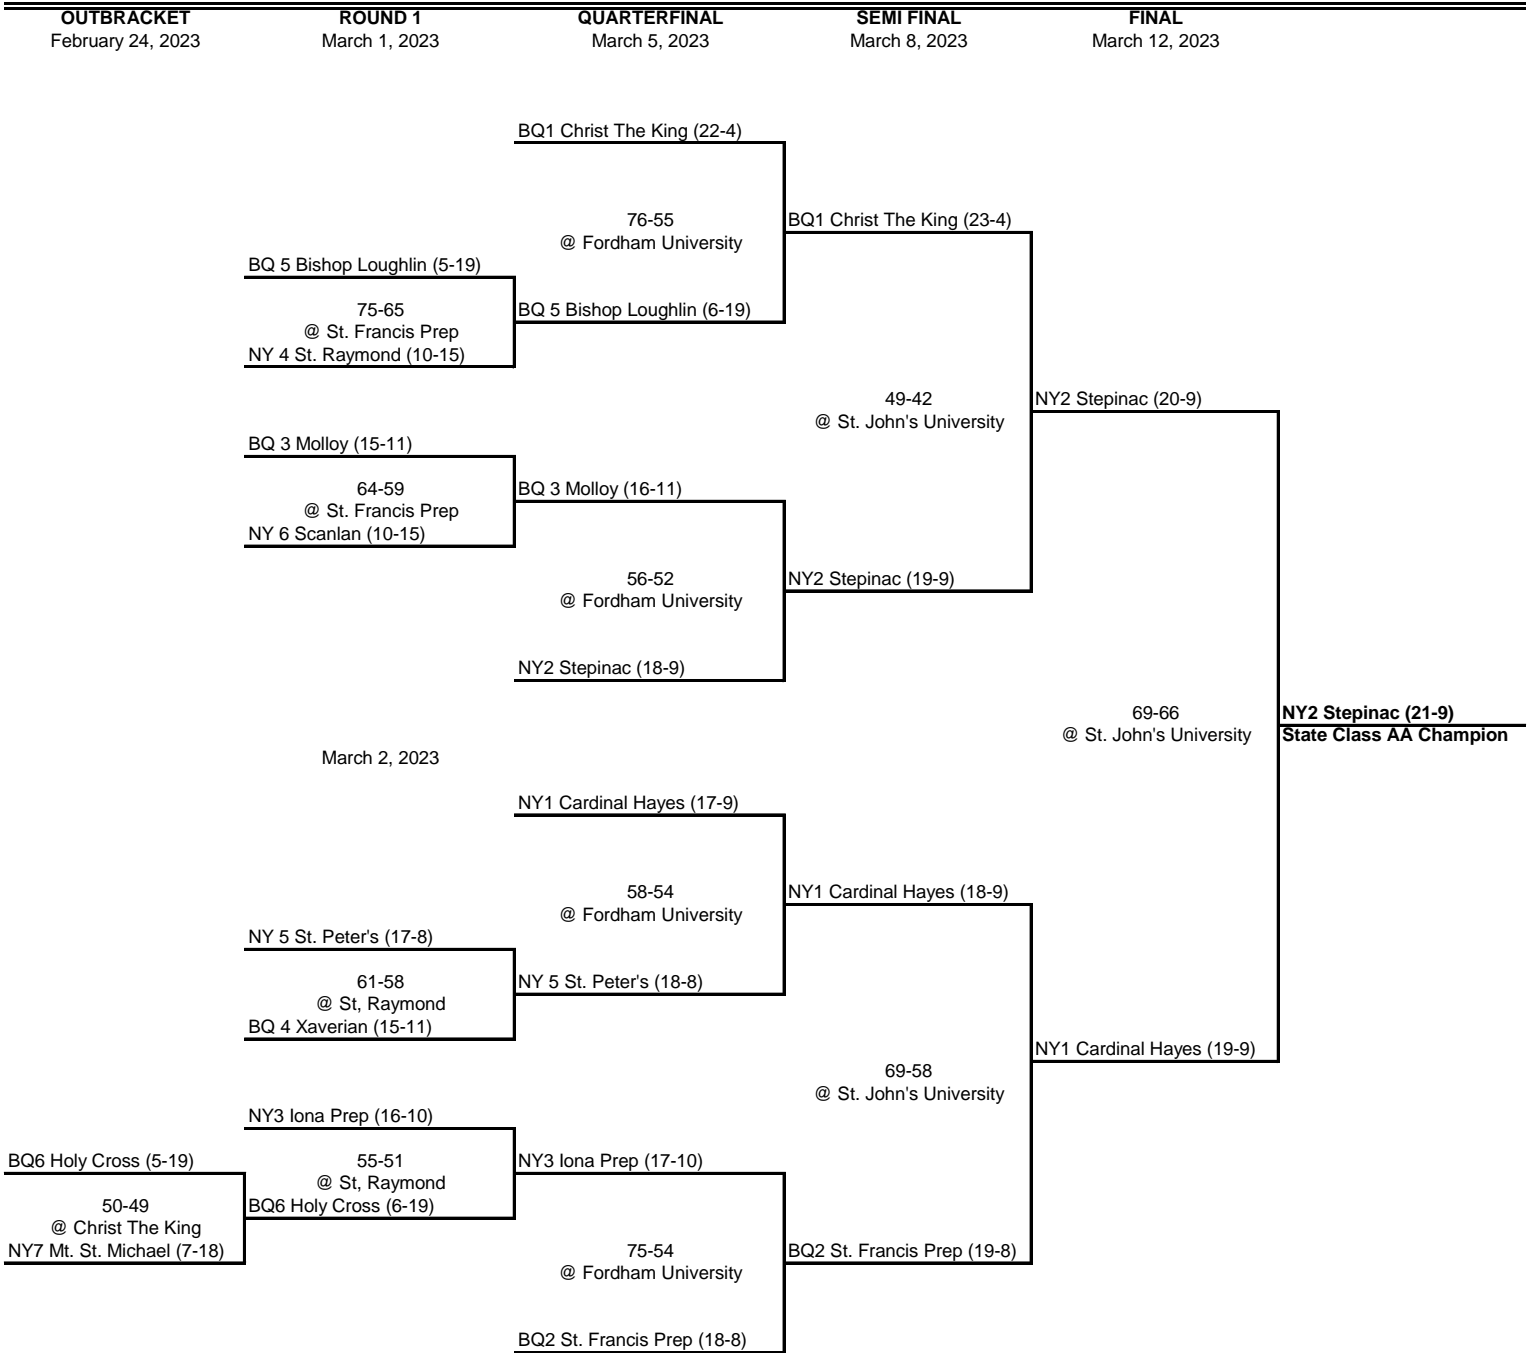 OUTBRACKET
February 24, 2023
ROUND 1
March 1, 2023
QUARTERFINAL
March 5, 2023
SEMI FINAL
March 8, 2023
FINAL
March 12, 2023
BQ1 Christ The King (22-4)
76-55
@ Fordham University
BQ1 Christ The King (23-4)
BQ 5 Bishop Loughlin (5-19)
75-65
@ St. Francis Prep
NY 4 St. Raymond (10-15)
BQ 5 Bishop Loughlin (6-19)
49-42
@ St. John's University
NY2 Stepinac (20-9)
BQ 3 Molloy (15-11)
64-59
@ St. Francis Prep
NY 6 Scanlan (10-15)
BQ 3 Molloy (16-11)
56-52
@ Fordham University
NY2 Stepinac (19-9)
NY2 Stepinac (18-9)
69-66
@ St. John's University
NY2 Stepinac (21-9)
State Class AA Champion
March 2, 2023
NY1 Cardinal Hayes (17-9)
58-54
@ Fordham University
NY1 Cardinal Hayes (18-9)
NY 5 St. Peter's (17-8)
61-58
@ St, Raymond
BQ 4 Xaverian (15-11)
NY 5 St. Peter's (18-8)
69-58
@ St. John's University
NY1 Cardinal Hayes (19-9)
NY3 Iona Prep (16-10)
55-51
@ St, Raymond
BQ6 Holy Cross (6-19)
NY3 Iona Prep (17-10)
BQ6 Holy Cross (5-19)
50-49
@ Christ The King
NY7 Mt. St. Michael (7-18)
75-54
@ Fordham University
BQ2 St. Francis Prep (19-8)
BQ2 St. Francis Prep (18-8)